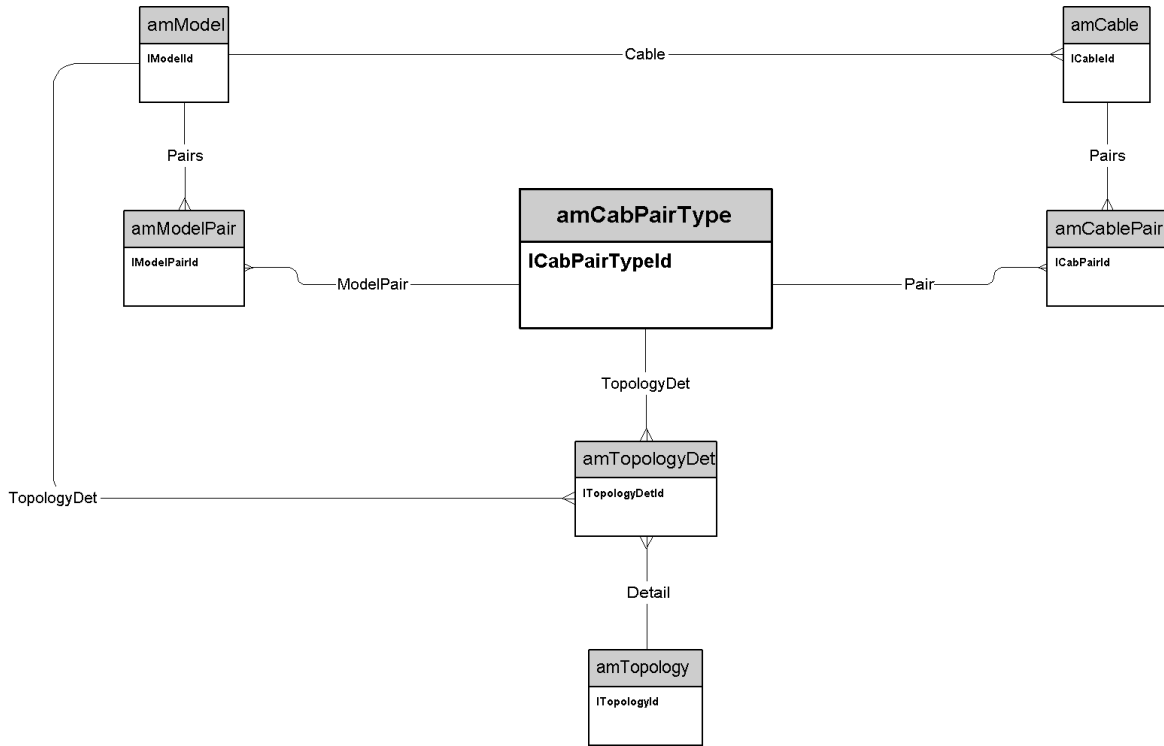 amModel
lModelId
Cable
amCable
lCableId
Pairs
Pairs
amModelPair
lModelPairId
amCabPairType
lCabPairTypeId
amCablePair
lCabPairId
ModelPair
Pair
TopologyDet
amTopologyDet
lTopologyDetId
TopologyDet
Detail
amTopology
lTopologyId